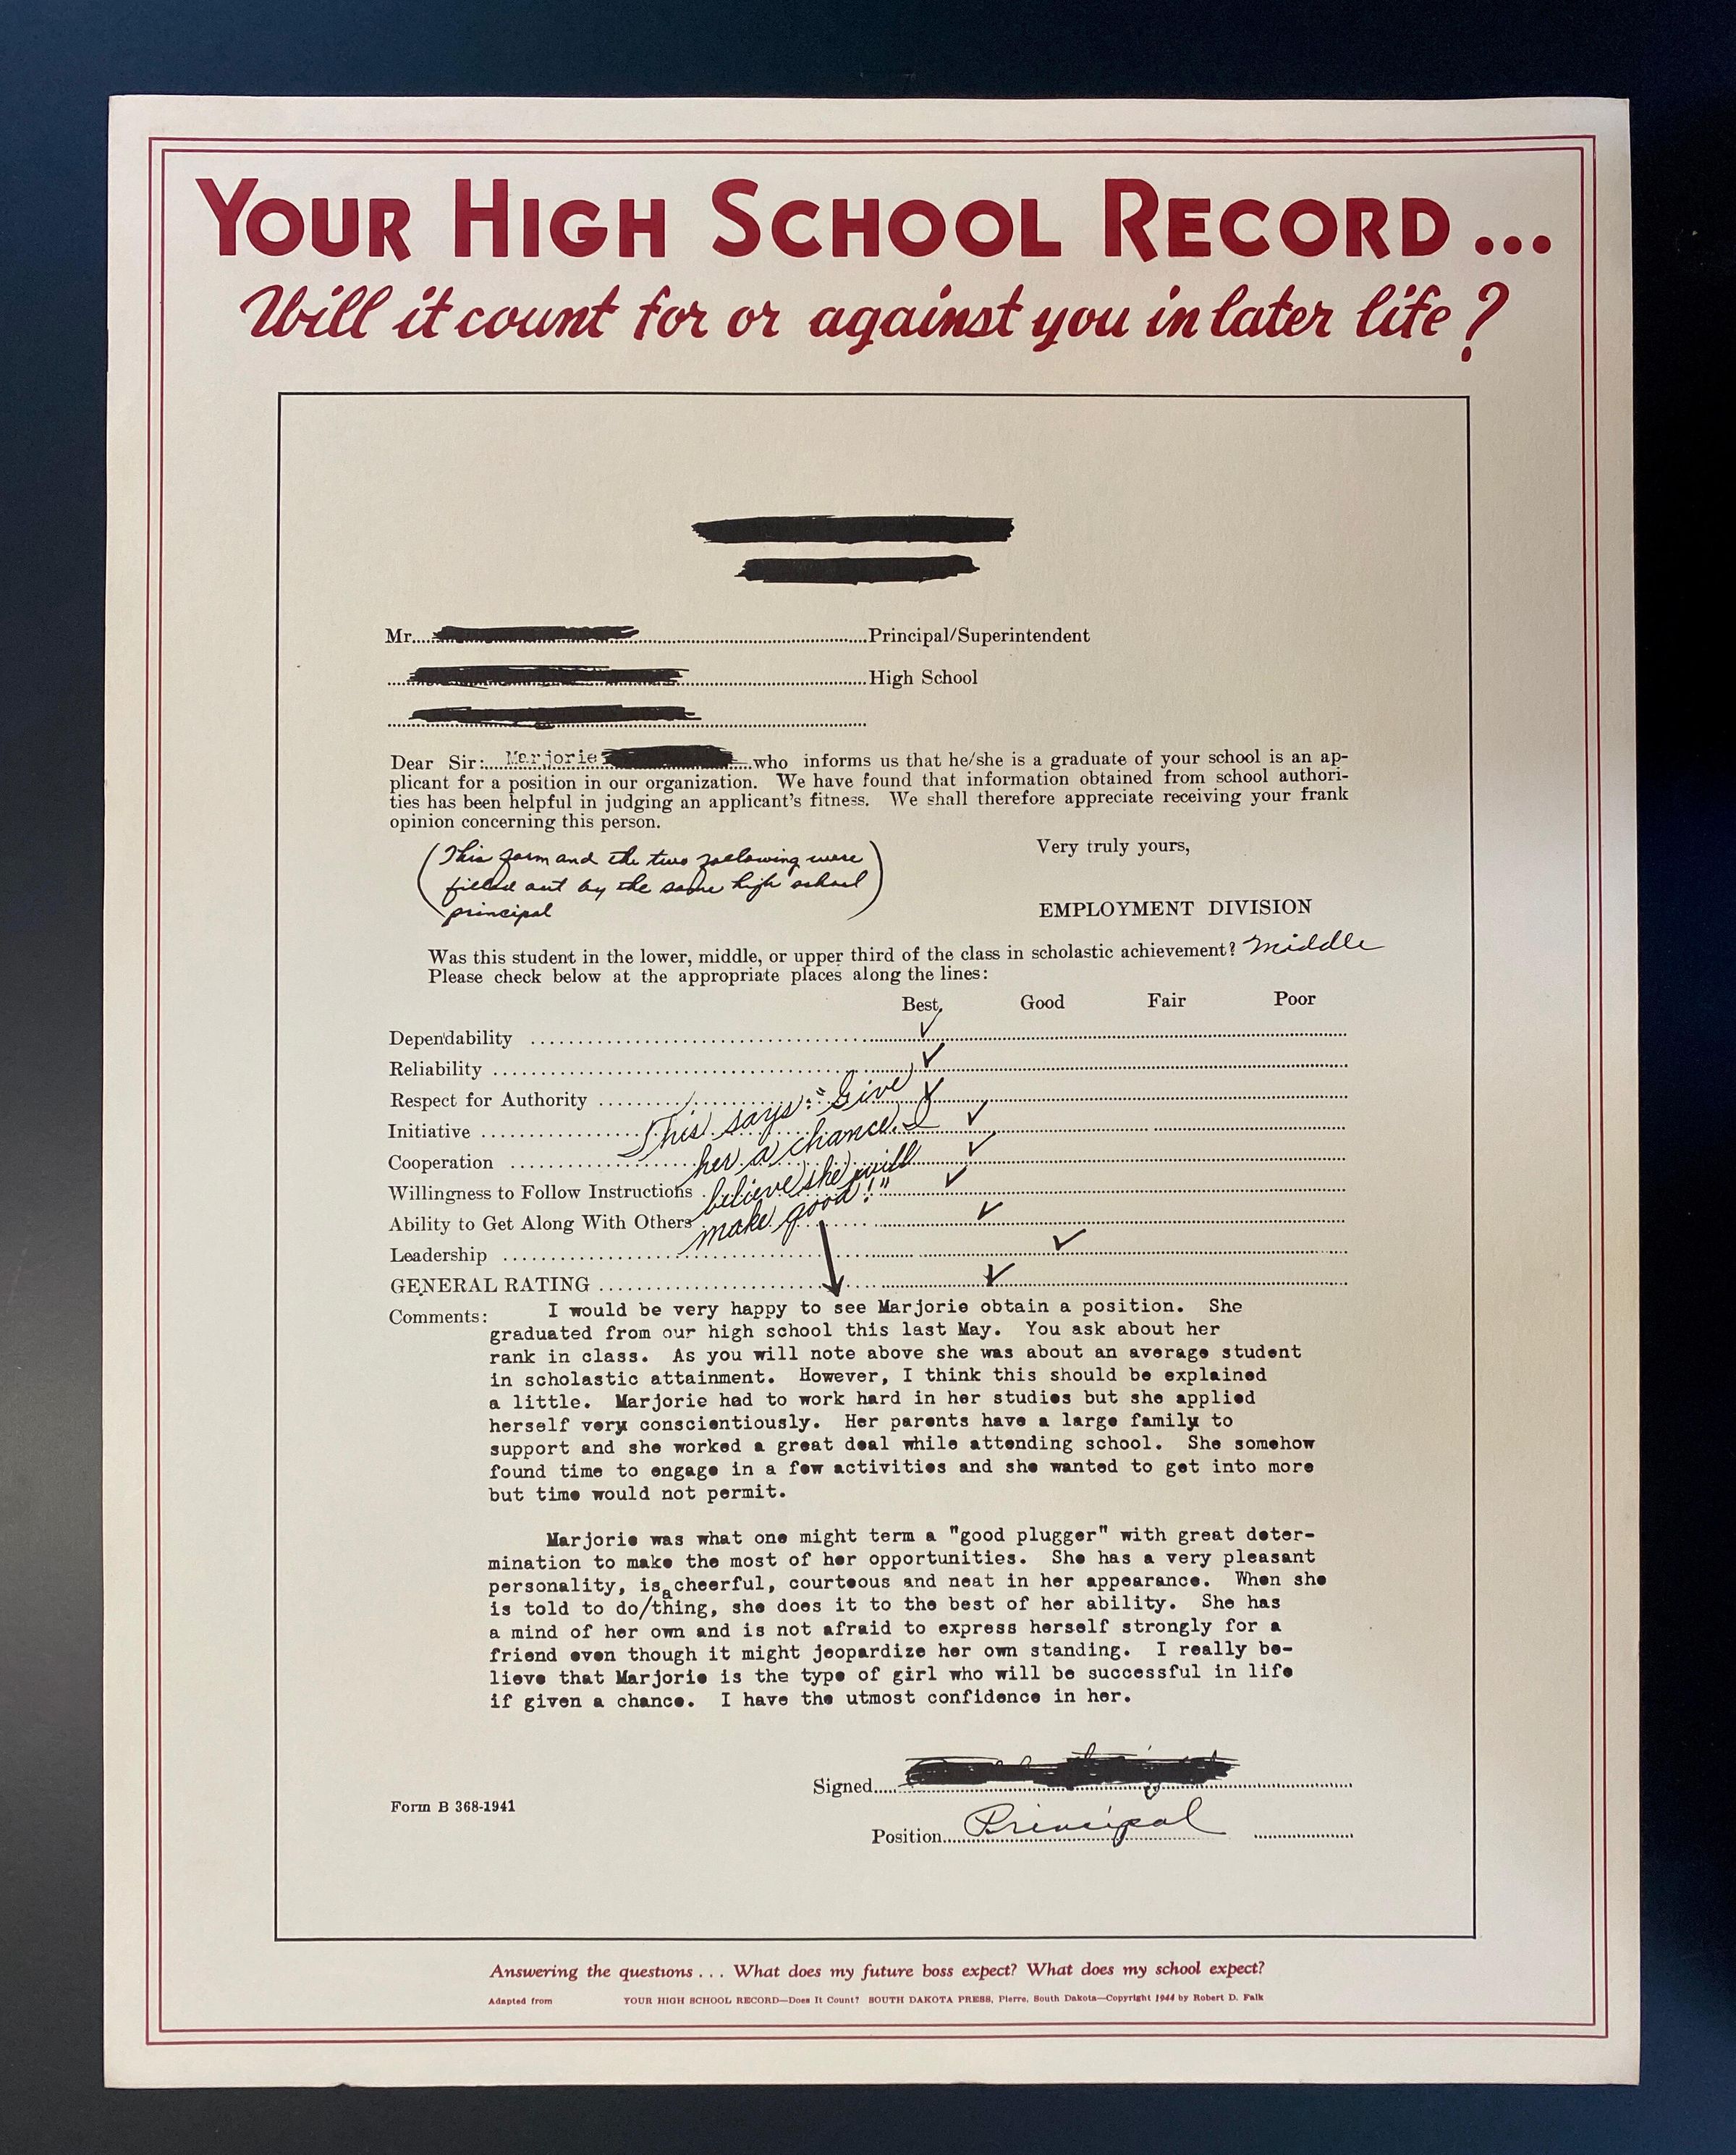 YOUR HIGH SCHOOL RECORD...
Will it count for or against you in later life?
Mr. Principal/Superintendent
High School
Dear Sir: Marjorie who informs us that he/she is a graduate of your school is an ap-
plicant for a position in our organization. We have found that information obtained from school authori-
ties has been helpful in judging an applicant's fitness. We shall therefore appreciate receiving your frank
opinion concerning this person.
Very truly yours,
(This form and the two following were
filled out by the same high school
principal)
EMPLOYMENT DIVISION
Was this student in the lower, middle, or upper third of the class in scholastic achievement? Middle
Please check below at the appropriate places along the lines:
Best Good Fair Poor
Dependability
Reliability
Respect for Authority
Initiative
Cooperation
Willingness to Follow Instructions
Ability to Get Along With Others
Leadership
GENERAL RATING
This says: "Give
her a chance. I
believe she will
make good!"
Comments: I would be very happy to see Marjorie obtain a position. She
graduated from our high school this last May. You ask about her
rank in class. As you will note above she was about an average student
in scholastic attainment. However, I think this should be explained
a little. Marjorie had to work hard in her studies but she applied
herself very conscientiously. Her parents have a large family to
support and she worked a great deal while attending school. She somehow
found time to engage in a few activities and she wanted to get into more
but time would not permit.
Marjorie was what one might term a "good plugger" with great deter-
mination to make the most of her opportunities. She has a very pleasant
personality, is cheerful, courteous and neat in her appearance. When she
is told to do/a thing, she does it to the best of her ability. She has
a mind of her own and is not afraid to express herself strongly for a
friend even though it might jeopardize her own standing. I really be-
lieve that Marjorie is the type of girl who will be successful in life
if given a chance. I have the utmost confidence in her.
Signed
Form B 368-1941
Position Principal
Answering the questions... What does my future boss expect? What does my school expect?
Adapted from YOUR HIGH SCHOOL RECORD—Does It Count? SOUTH DAKOTA PRESS, Pierre, South Dakota—Copyright 1944 by Robert D. Falk